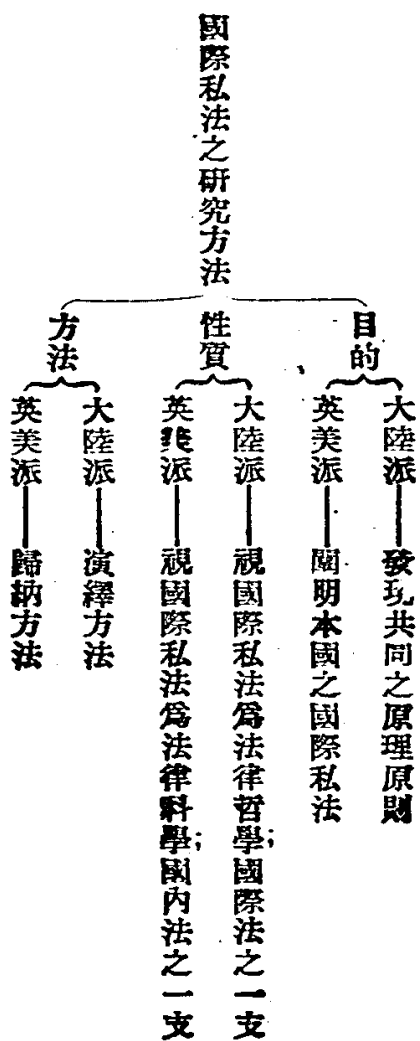 國際私法之研究方法
目的
大陸派——發現共同之原理原則
英美派——闡明本國之國際私法
性質
大陸派——視國際私法爲法律哲學;國際法之一支
英美派——視國際私法爲法律科學;國內法之一支
方法
大陸派——演繹方法
英美派——歸納方法